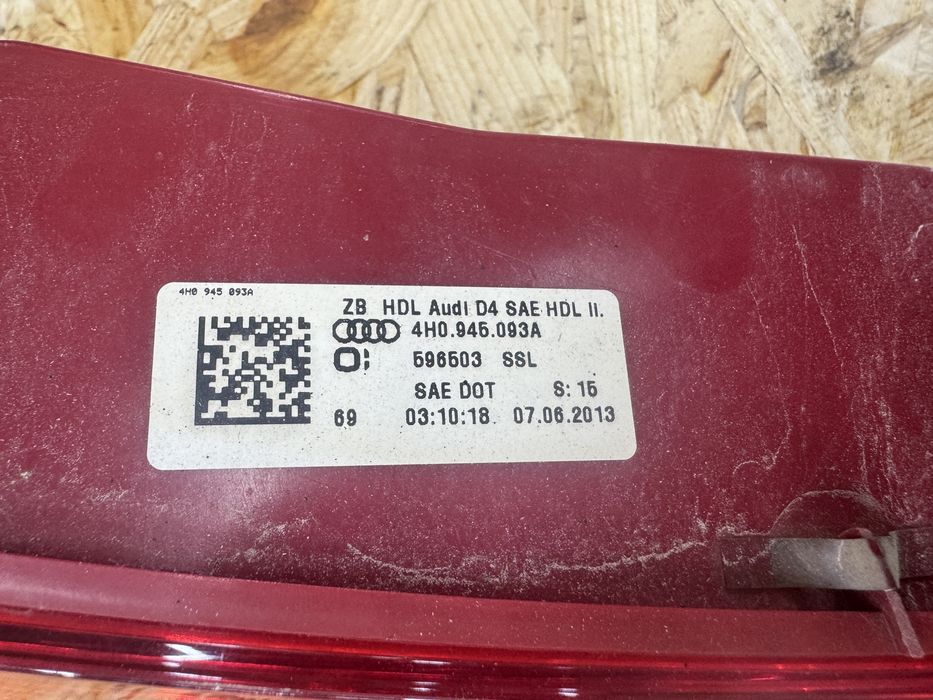 4H0 945 093A
ZB HDL Audi D4 SAE HDL II.
4H0.945.093A
596503 SSL
SAE DOT S: 15
69 03:10:18 07.06.2013